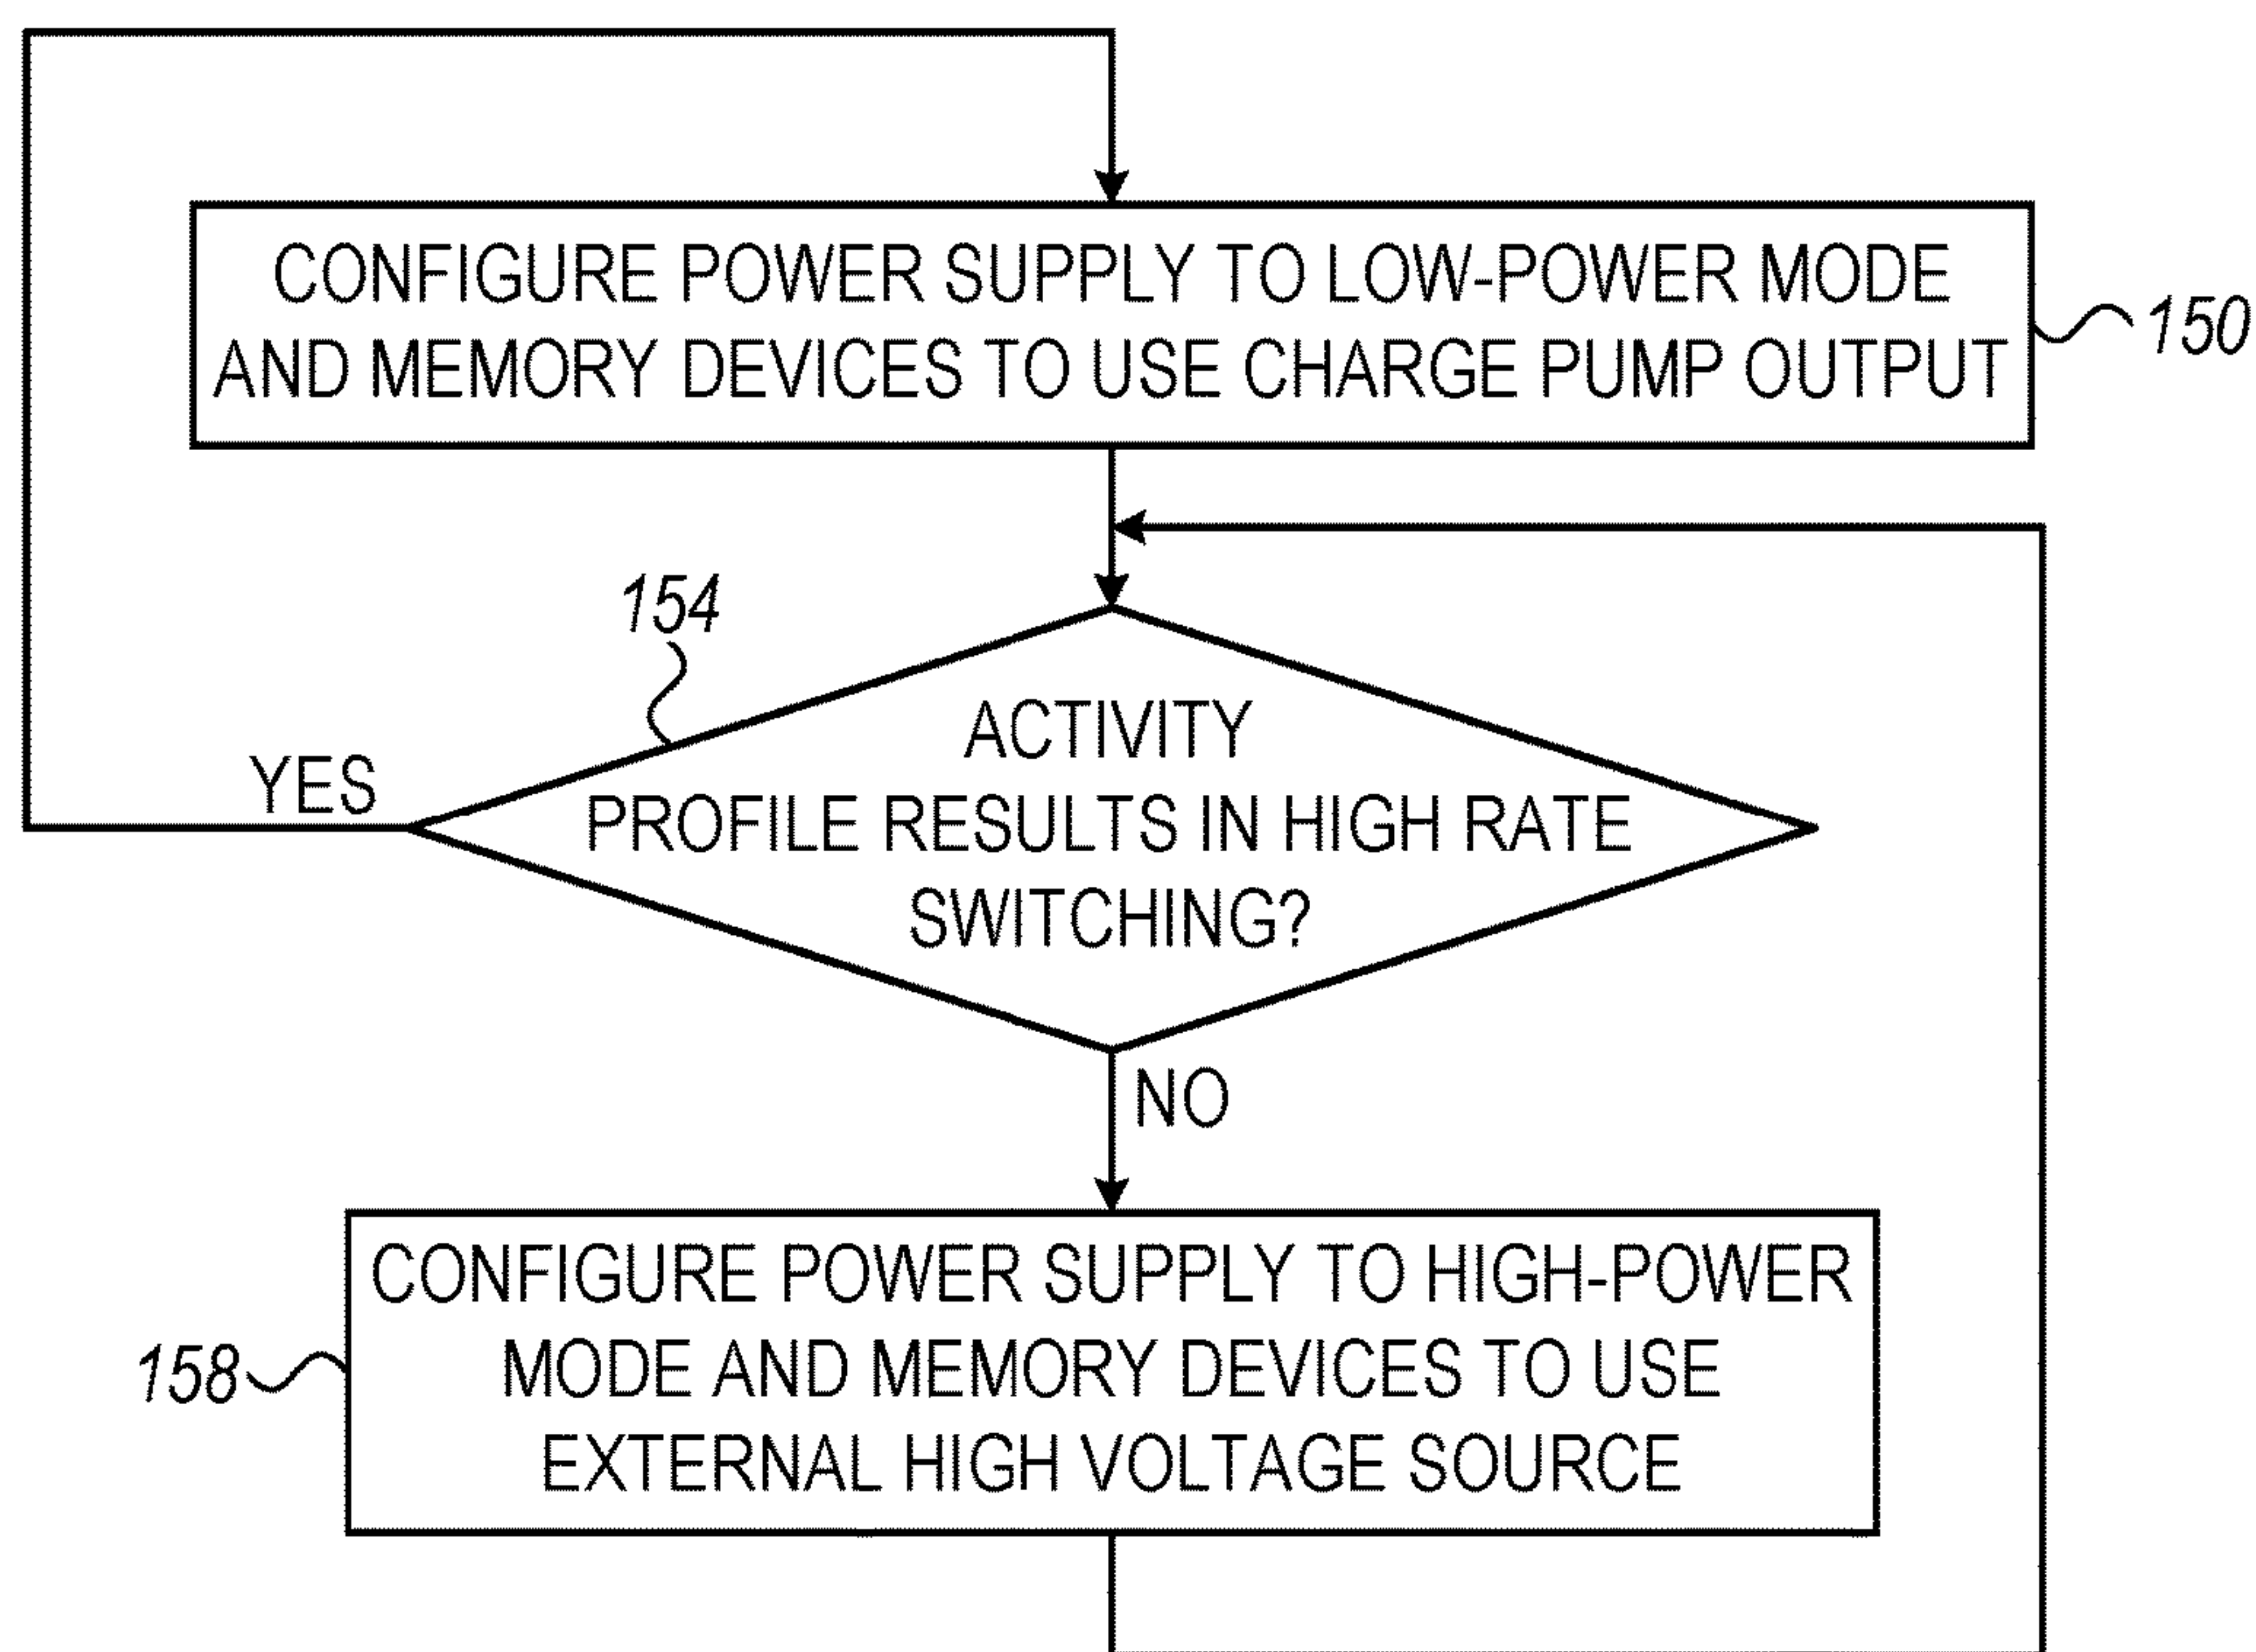 CONFIGURE POWER SUPPLY TO LOW-POWER MODE
AND MEMORY DEVICES TO USE CHARGE PUMP OUTPUT
150
154
ACTIVITY
PROFILE RESULTS IN HIGH RATE
SWITCHING?
YES
NO
CONFIGURE POWER SUPPLY TO HIGH-POWER
MODE AND MEMORY DEVICES TO USE
EXTERNAL HIGH VOLTAGE SOURCE
158